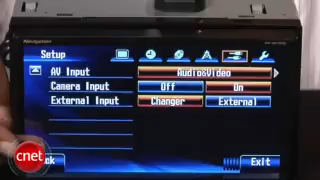 Navigation
Setup
AV Input
Audio&Video
Camera Input
Off
On
External Input
Changer
External
cnet
ck
Exit